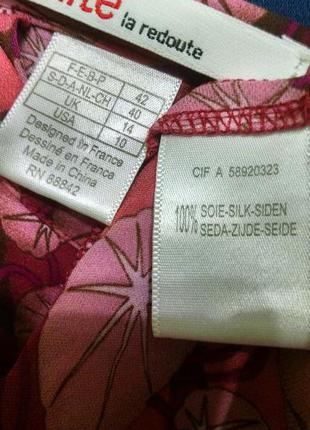 la redoute
F-E-B-P 42
S-D-A-NL-CH 40
UK 14
USA 10
Designed in France
Dessiné en France
Made in China
RN 88842
CIF A 58920323
100% SOIE-SILK-SIDEN
SEDA-ZIJDE-SEIDE